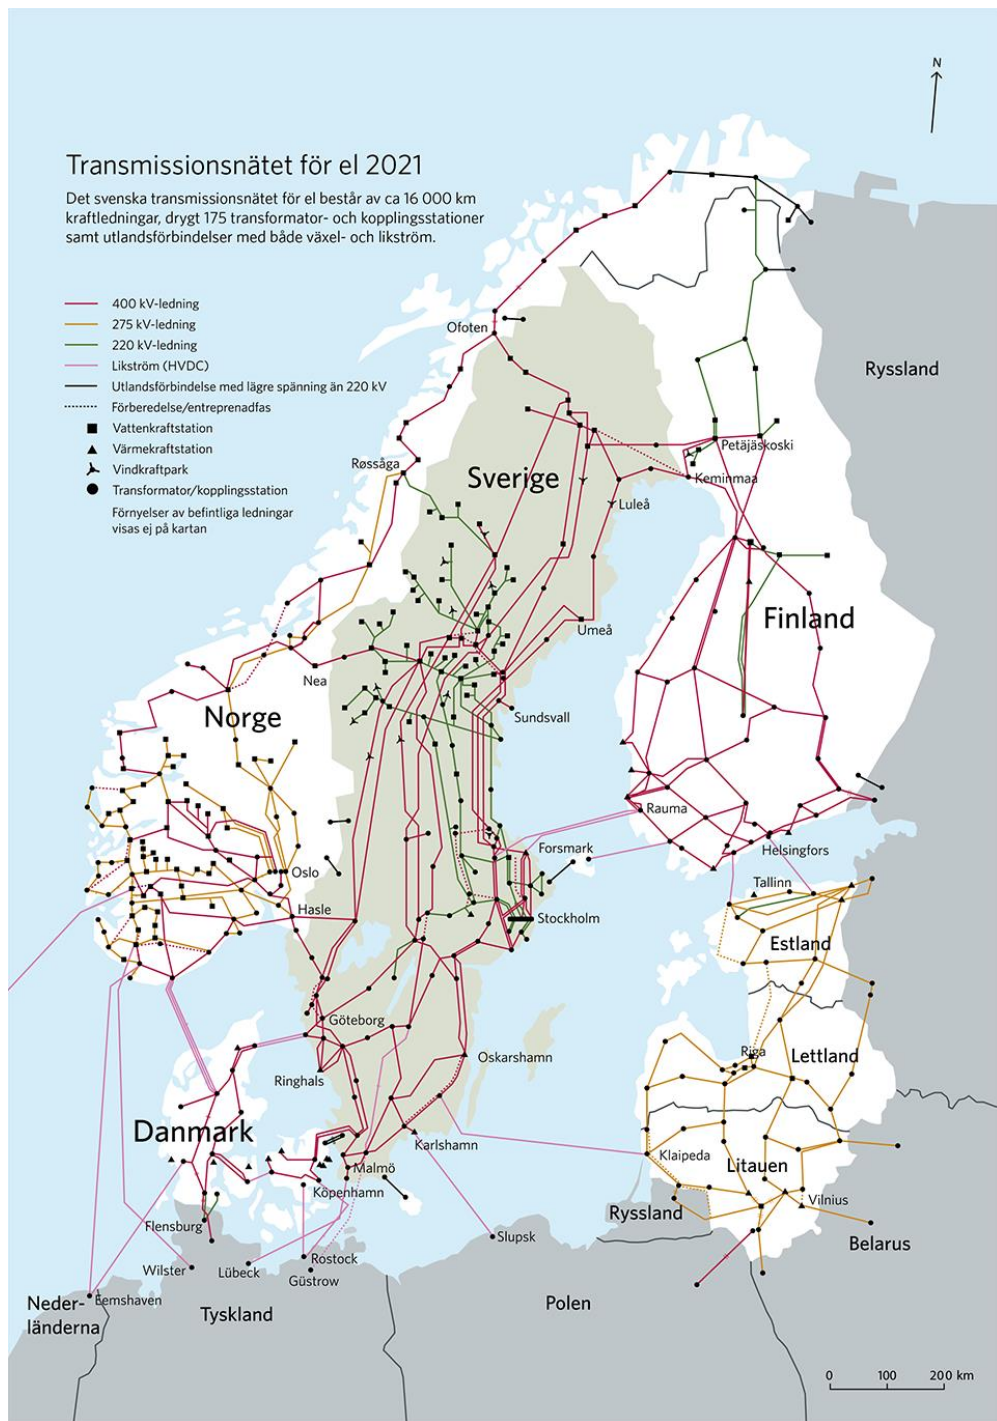 N
Transmissionsnätet för el 2021
Det svenska transmissionsnätet för el består av ca 16 000 km
kraftledningar, drygt 175 transformator- och kopplingsstationer
samt utlandsförbindelser med både växel- och likström.
400 kV-ledning
275 kV-ledning
220 kV-ledning
Likström (HVDC)
Utlandsförbindelse med lägre spänning än 220 kV
Förberedelse/entreprenadfas
Vattenkraftstation
Värmekraftstation
Vindkraftpark
Transformator/kopplingsstation
Förnyelser av befintliga ledningar
visas ej på kartan
Ofoten
Ryssland
Petäjäskoski
Røssåga
Sverige
Keminmaa
Luleå
Finland
Umeå
Nea
Norge
Sundsvall
Rauma
Forsmark
Helsingfors
Oslo
Tallinn
Hasle
Stockholm
Estland
Göteborg
Riga
Lettland
Oskarshamn
Ringhals
Danmark
Karlshamn
Klaipeda
Litauen
Malmö
Köpenhamn
Vilnius
Ryssland
Flensburg
Slupsk
Belarus
Wilster
Lübeck
Rostock
Güstrow
Eemshaven
Neder-
länderna
Tyskland
Polen
0 100 200 km